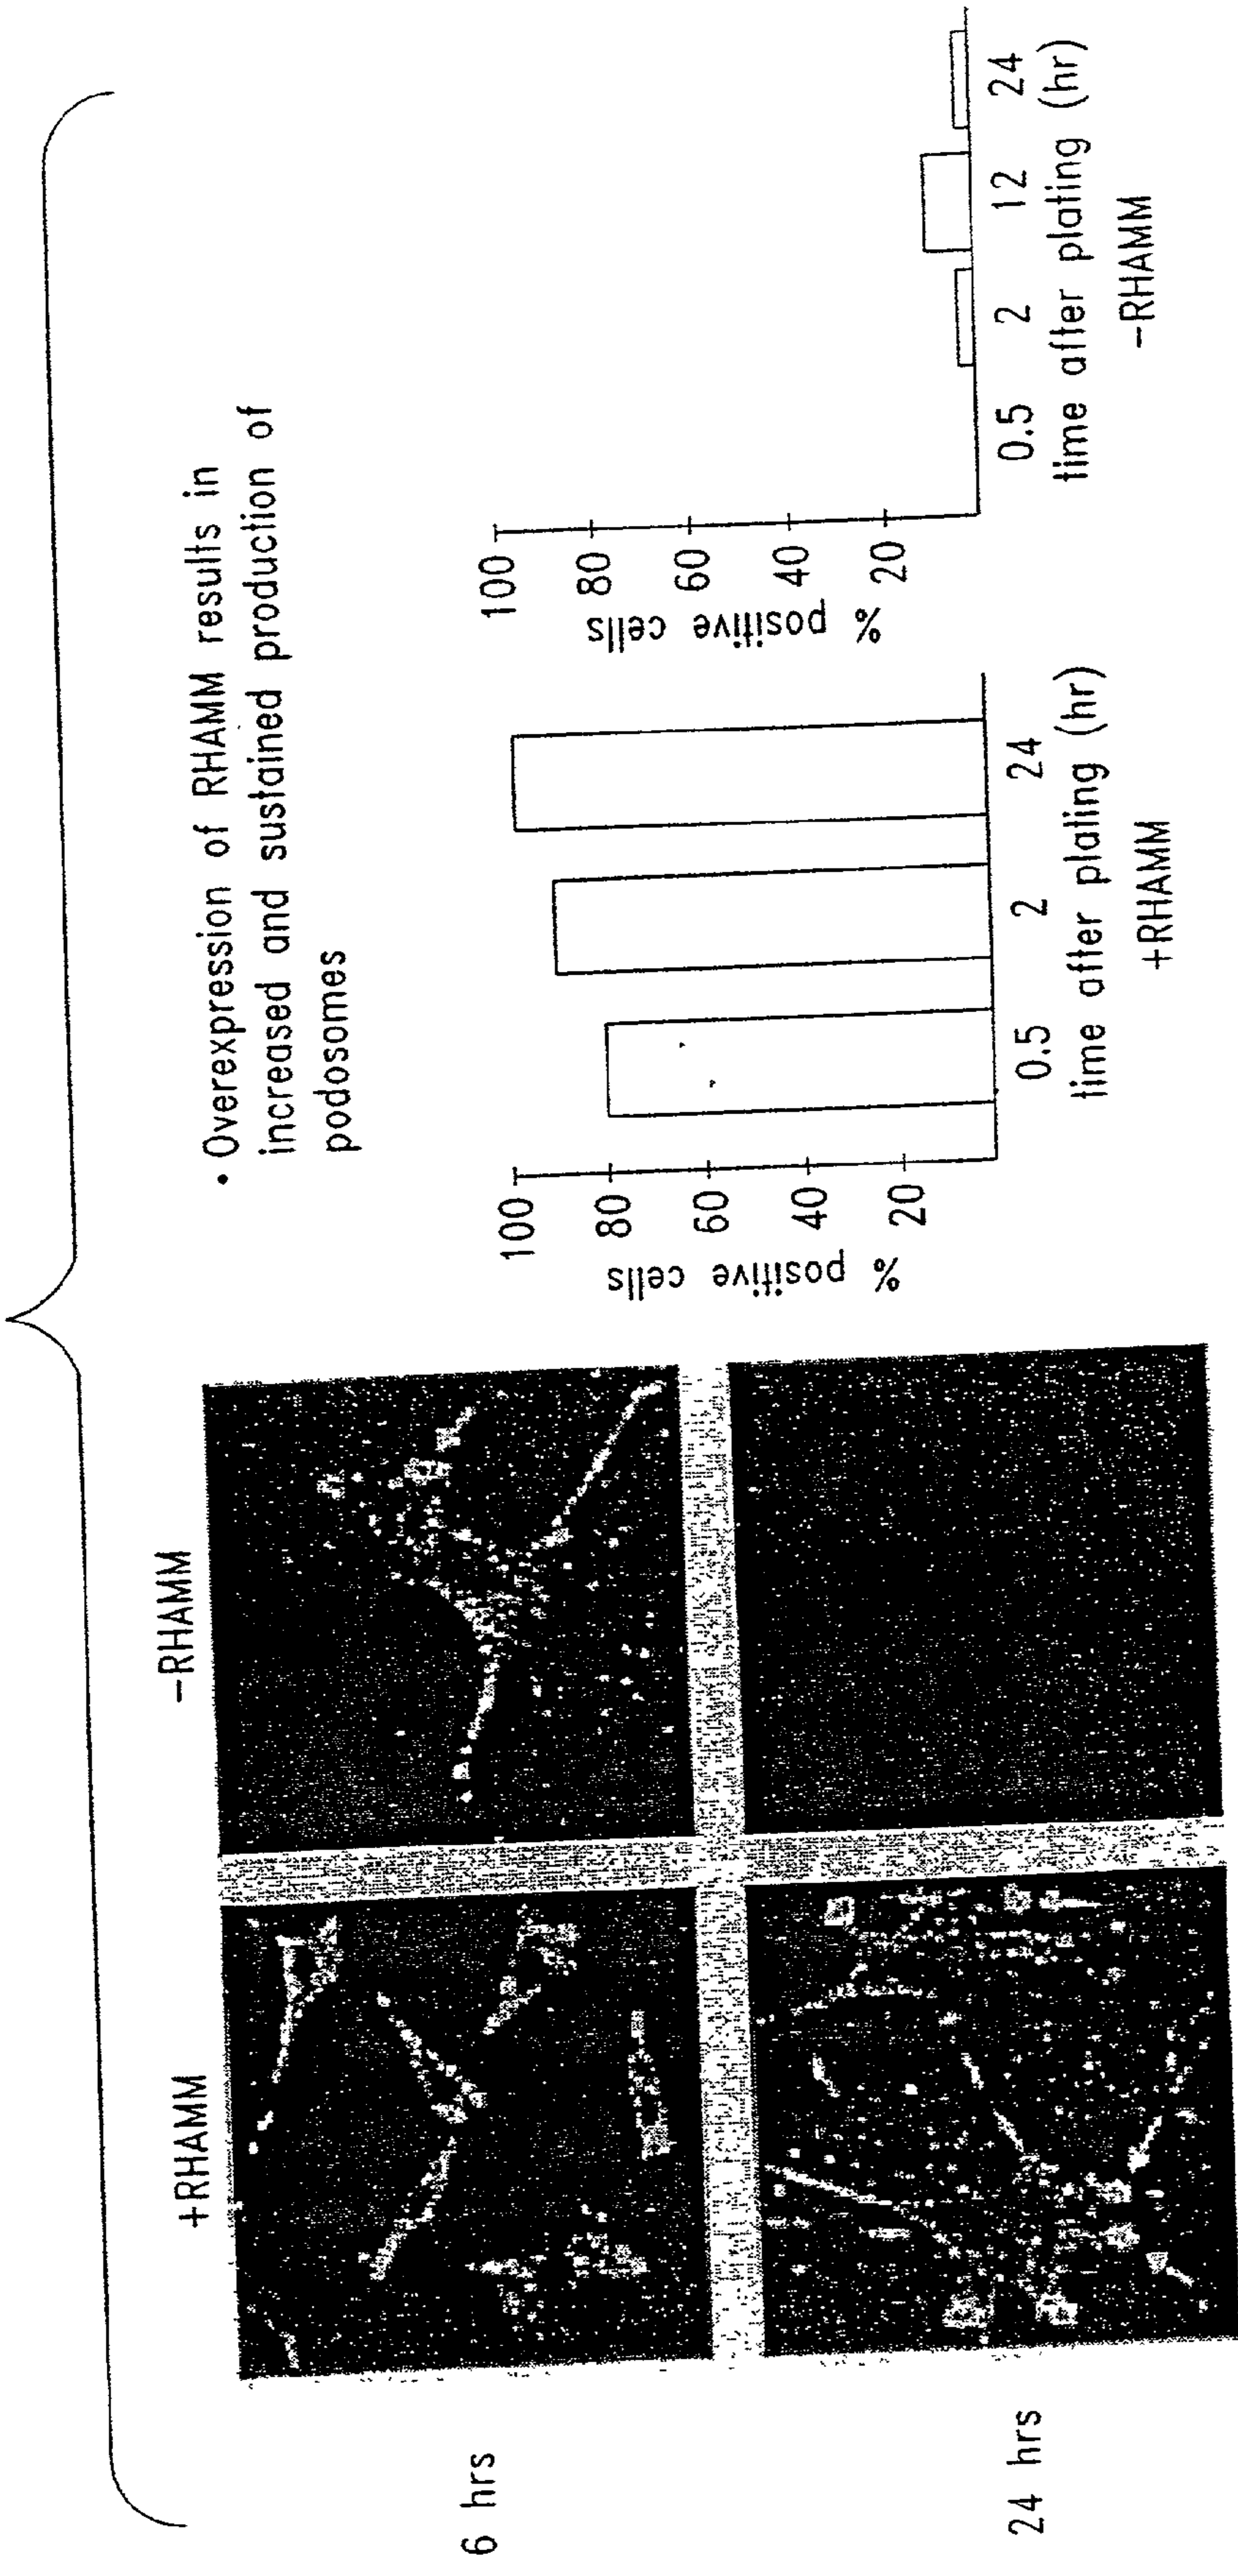 +RHAMM
-RHAMM
6 hrs
24 hrs
• Overexpression of RHAMM results in
increased and sustained production of
podosomes
% positive cells
100
80
60
40
20
0.5 2 24
time after plating (hr)
+RHAMM
% positive cells
100
80
60
40
20
0.5 2 12 24
time after plating (hr)
-RHAMM